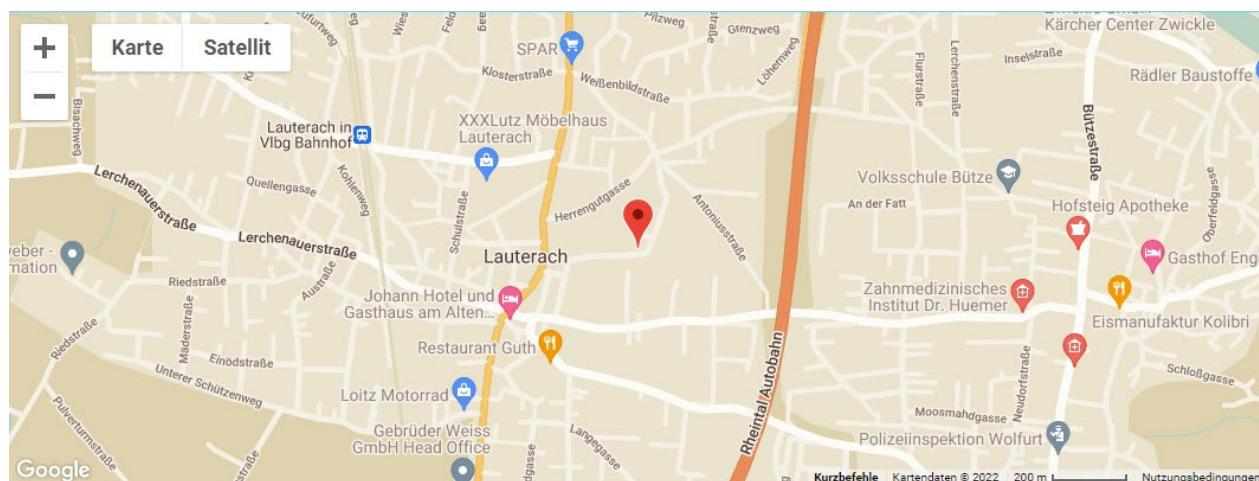 +
−
Karte
Satellit
Pilzweg
Grenzweg
SPAR
Klosterstraße
Weißenbildstraße
Löhernweg
Flurstraße
Lerchenstraße
Inselstraße
Kärcher Center Zwickle
Rädler Baustoffe
Bisachweg
Lauterach in
Vlbg Bahnhof
XXXLutz Möbelhaus
Lauterach
Bützestraße
Lerchenauerstraße
Quellengasse
Kohlenweg
Schulstraße
Herrengutgasse
Antoniusstraße
Volksschule Bütze
An der Fatt
Hofsteig Apotheke
Oberfeldgasse
Lerchenauerstraße
Lauterach
Gasthof Enge
Riedstraße
Austraße
Johann Hotel und
Gasthaus am Alten...
Zahnmedizinisches
Institut Dr. Huemer
Eismanufaktur Kolibri
Riedstraße
Mäderstraße
Einödstraße
Restaurant Guth
Rheintal Autobahn
Unterer Schützenweg
Schloßgasse
Neudorfstraße
Loitz Motorrad
Moosmahdgasse
Pulverturmstraße
Gebrüder Weiss
GmbH Head Office
Langegasse
Polizeiinspektion Wolfurt
Google
Kurzbefehle
Kartendaten © 2022
200 m
Nutzungsbedingungen